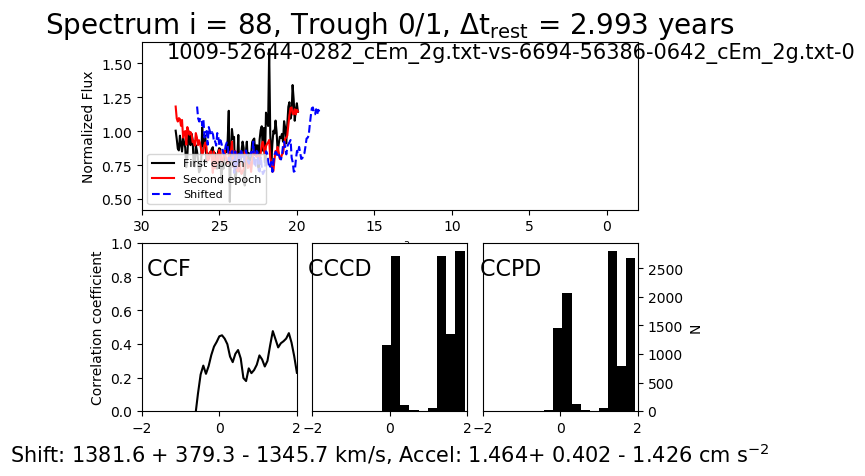 Spectrum i = 88, Trough 0/1, Δt_rest = 2.993 years
1009-52644-0282_cEm_2g.txt-vs-6694-56386-0642_cEm_2g.txt-0
Normalized Flux
1.50
1.25
1.00
0.75
0.50
First epoch
Second epoch
Shifted
30 25 20 15 10 5 0
Correlation coefficient
1.0
0.8
0.6
0.4
0.2
0.0
CCF
CCCD
CCPD
2500
2000
1500
1000
500
0
N
−2 0 2
−2 0 2
−2 0 2
Shift: 1381.6 + 379.3 - 1345.7 km/s, Accel: 1.464+ 0.402 - 1.426 cm s⁻²